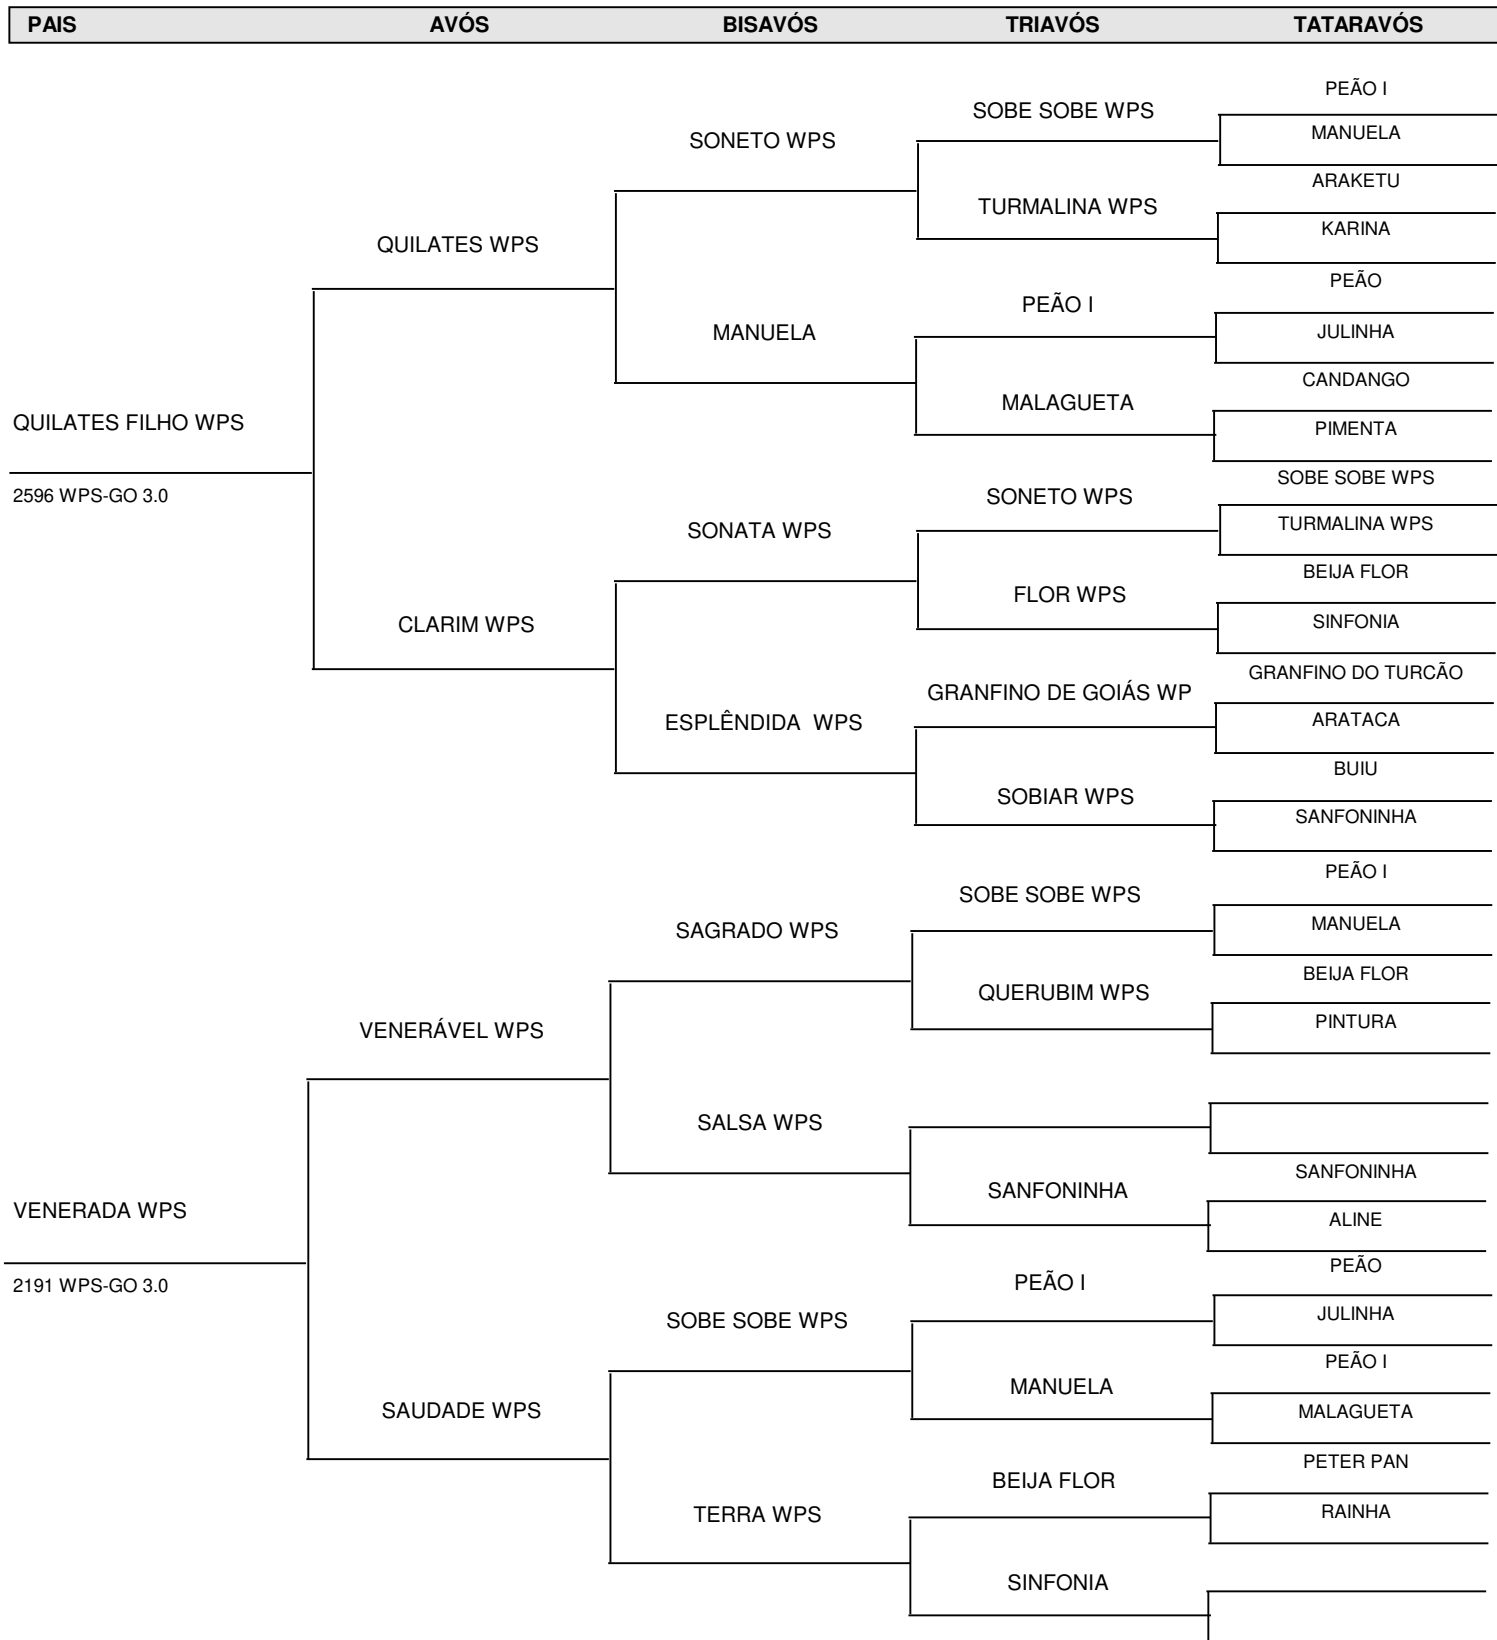 PAIS AVÓS BISAVÓS TRIAVÓS TATARAVÓS
PEÃO I
SOBE SOBE WPS
MANUELA
SONETO WPS
ARAKETU
TURMALINA WPS
KARINA
QUILATES WPS
PEÃO
PEÃO I
JULINHA
MANUELA
CANDANGO
MALAGUETA
PIMENTA
QUILATES FILHO WPS
2596 WPS-GO 3.0
SOBE SOBE WPS
SONETO WPS
TURMALINA WPS
SONATA WPS
BEIJA FLOR
FLOR WPS
SINFONIA
CLARIM WPS
GRANFINO DO TURCÃO
GRANFINO DE GOIÁS WP
ARATACA
ESPLÊNDIDA WPS
BUIU
SOBIAR WPS
SANFONINHA
PEÃO I
SOBE SOBE WPS
MANUELA
SAGRADO WPS
BEIJA FLOR
QUERUBIM WPS
PINTURA
VENERÁVEL WPS
SALSA WPS
SANFONINHA
SANFONINHA
ALINE
VENERADA WPS
2191 WPS-GO 3.0
PEÃO
PEÃO I
JULINHA
SOBE SOBE WPS
PEÃO I
MANUELA
MALAGUETA
SAUDADE WPS
PETER PAN
BEIJA FLOR
RAINHA
TERRA WPS
SINFONIA